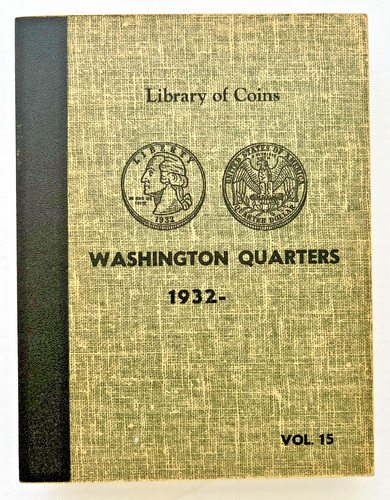 Library of Coins
LIBERTY
IN GOD WE
TRUST
1932
UNITED STATES OF AMERICA
QUARTER DOLLAR
WASHINGTON QUARTERS
1932-
VOL. 15